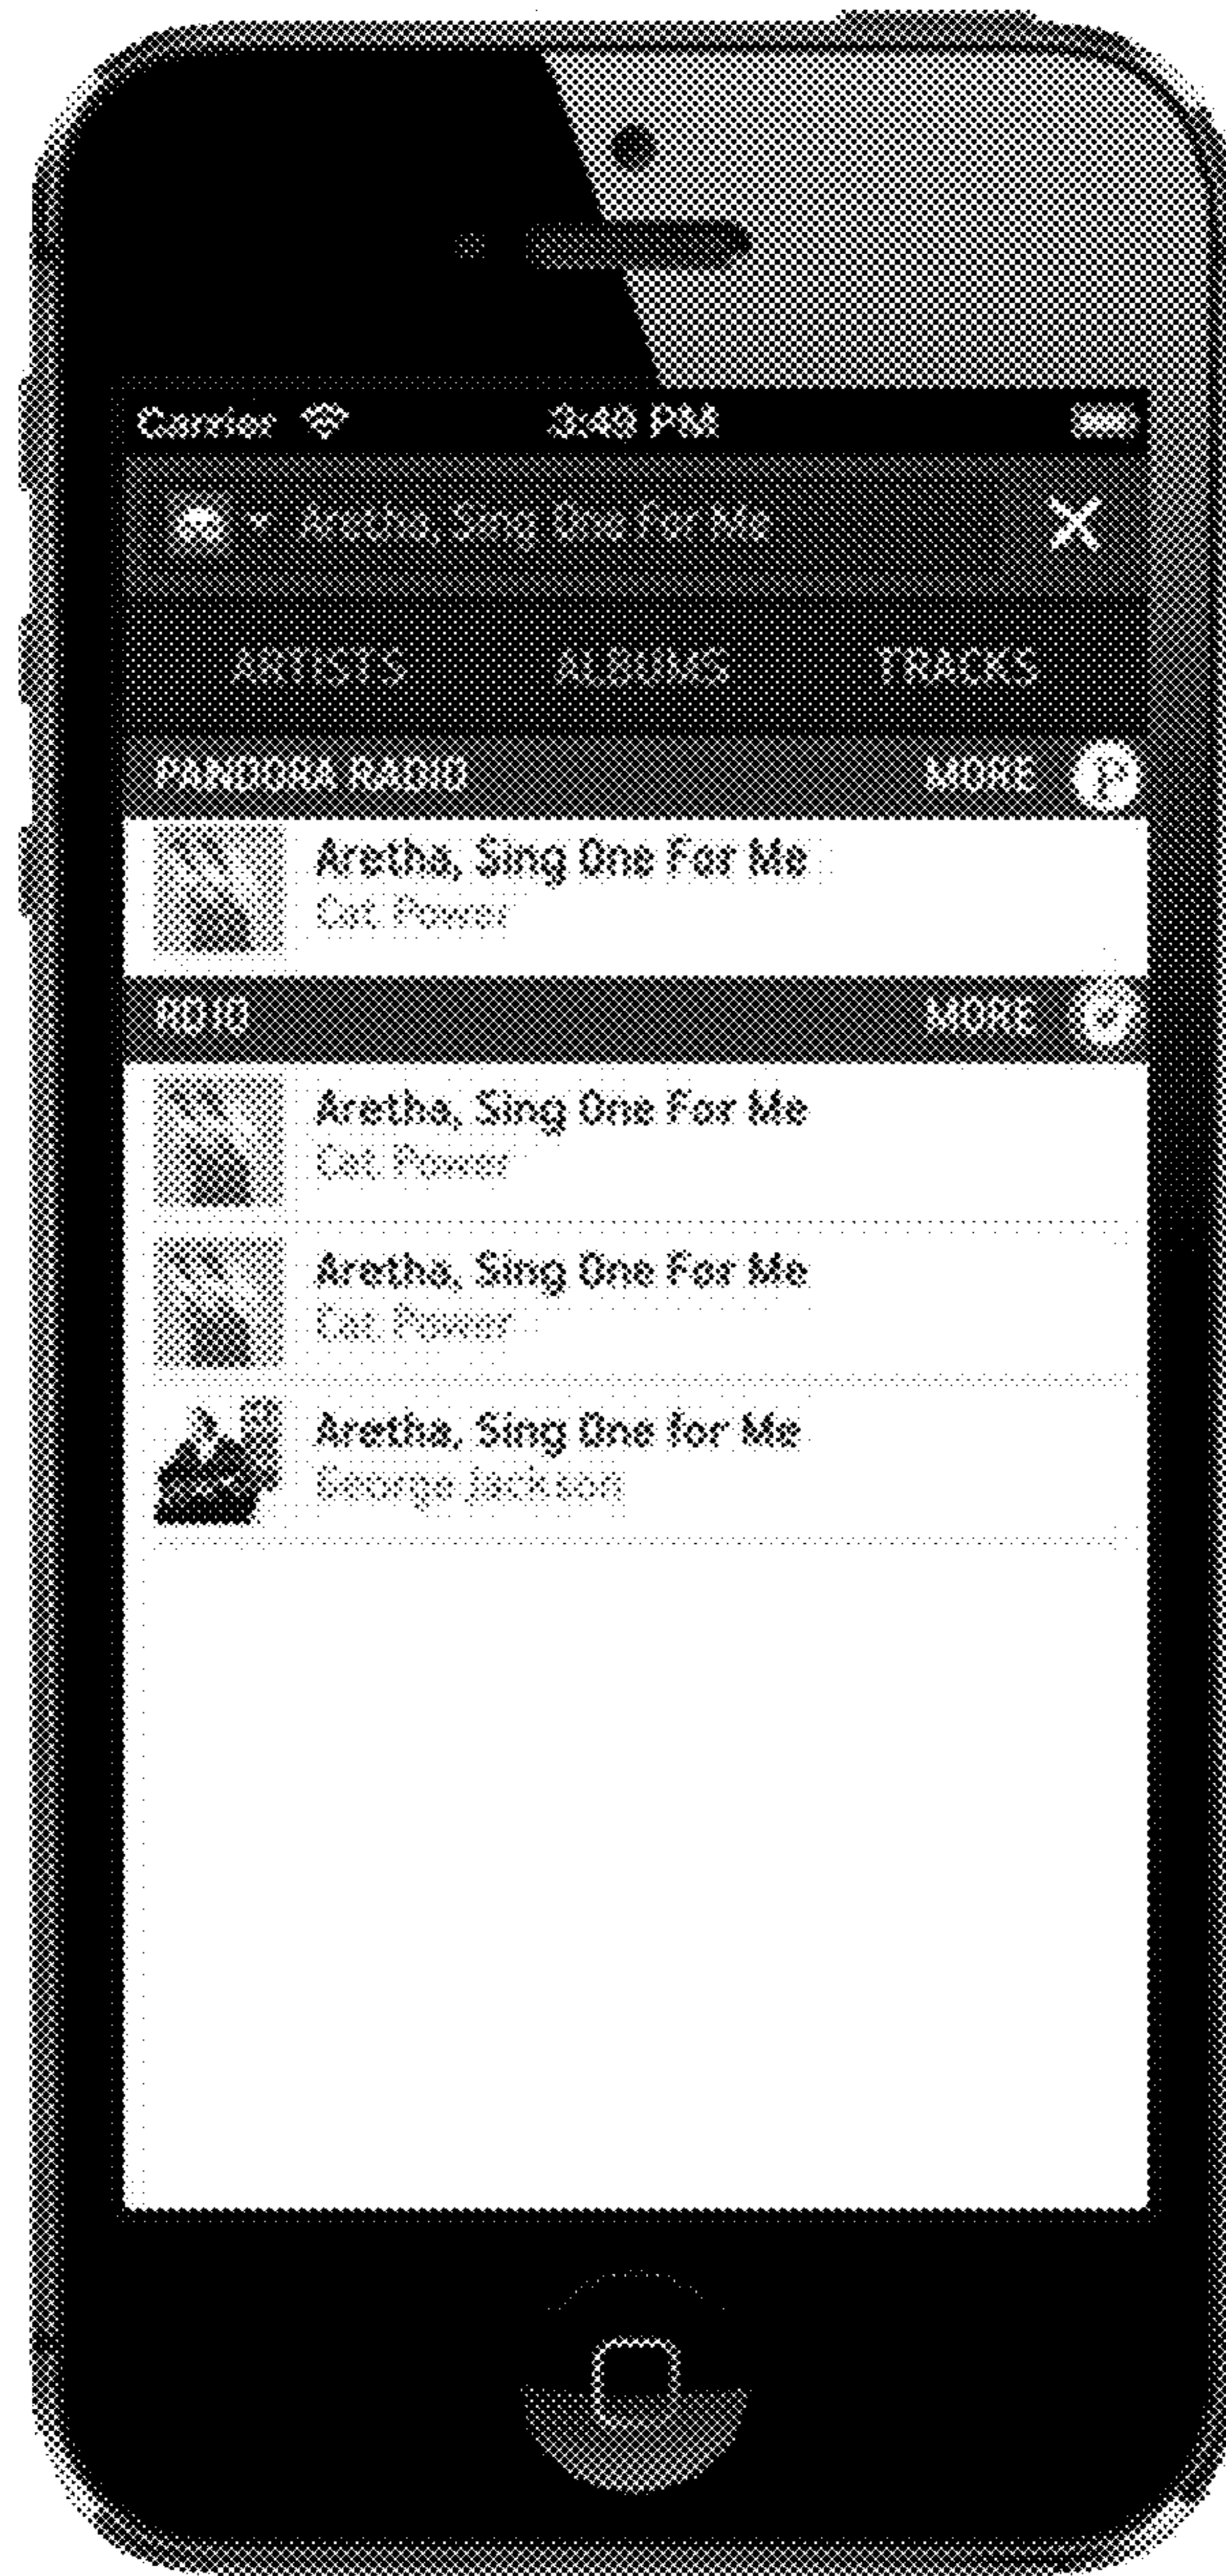 Carrier 3:49 PM
Aretha, Sing One For Me
ARTISTS ALBUMS TRACKS
PANDORA RADIO MORE P
Aretha, Sing One For Me
Cat Power
RDIO MORE
Aretha, Sing One For Me
Cat Power
Aretha, Sing One For Me
Cat Power
Aretha, Sing One for Me
George Jackson